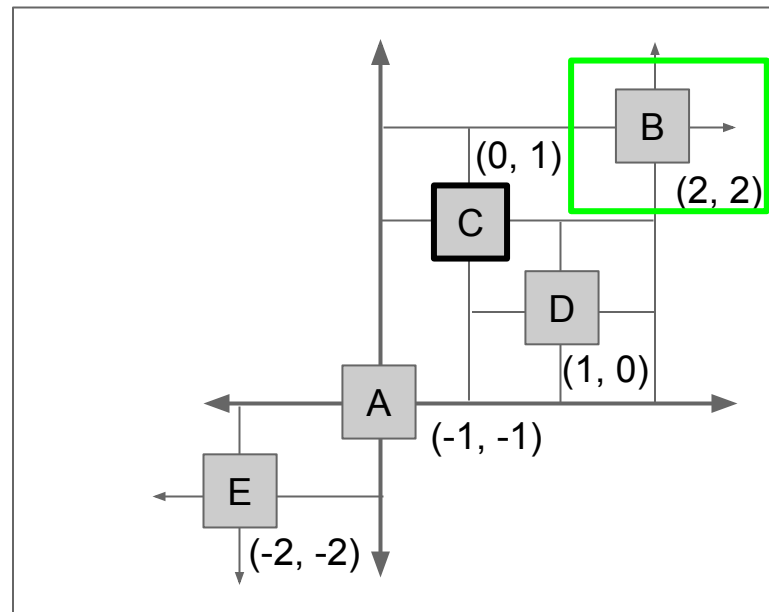 B
(0, 1)
(2, 2)
C
D
(1, 0)
A
(-1, -1)
E
(-2, -2)